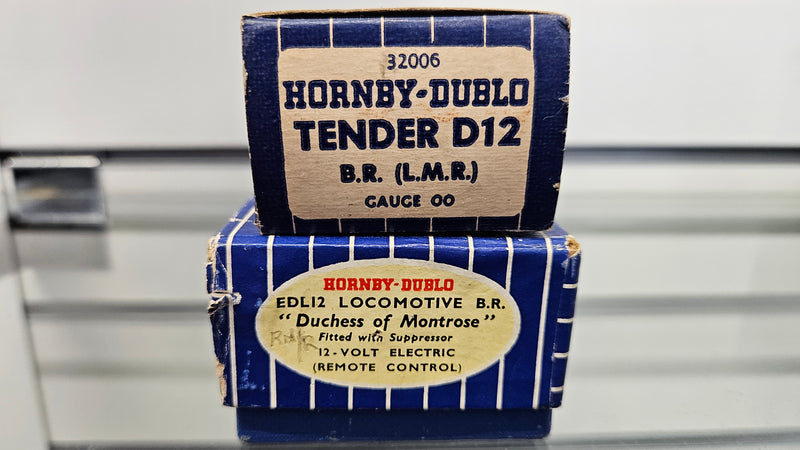 32006
HORNBY-DUBLO
TENDER D12
B.R. (L.M.R.)
GAUGE OO
HORNBY-DUBLO
EDL12 LOCOMOTIVE B.R.
"Duchess of Montrose"
Fitted with Suppressor
12-VOLT ELECTRIC
(REMOTE CONTROL)